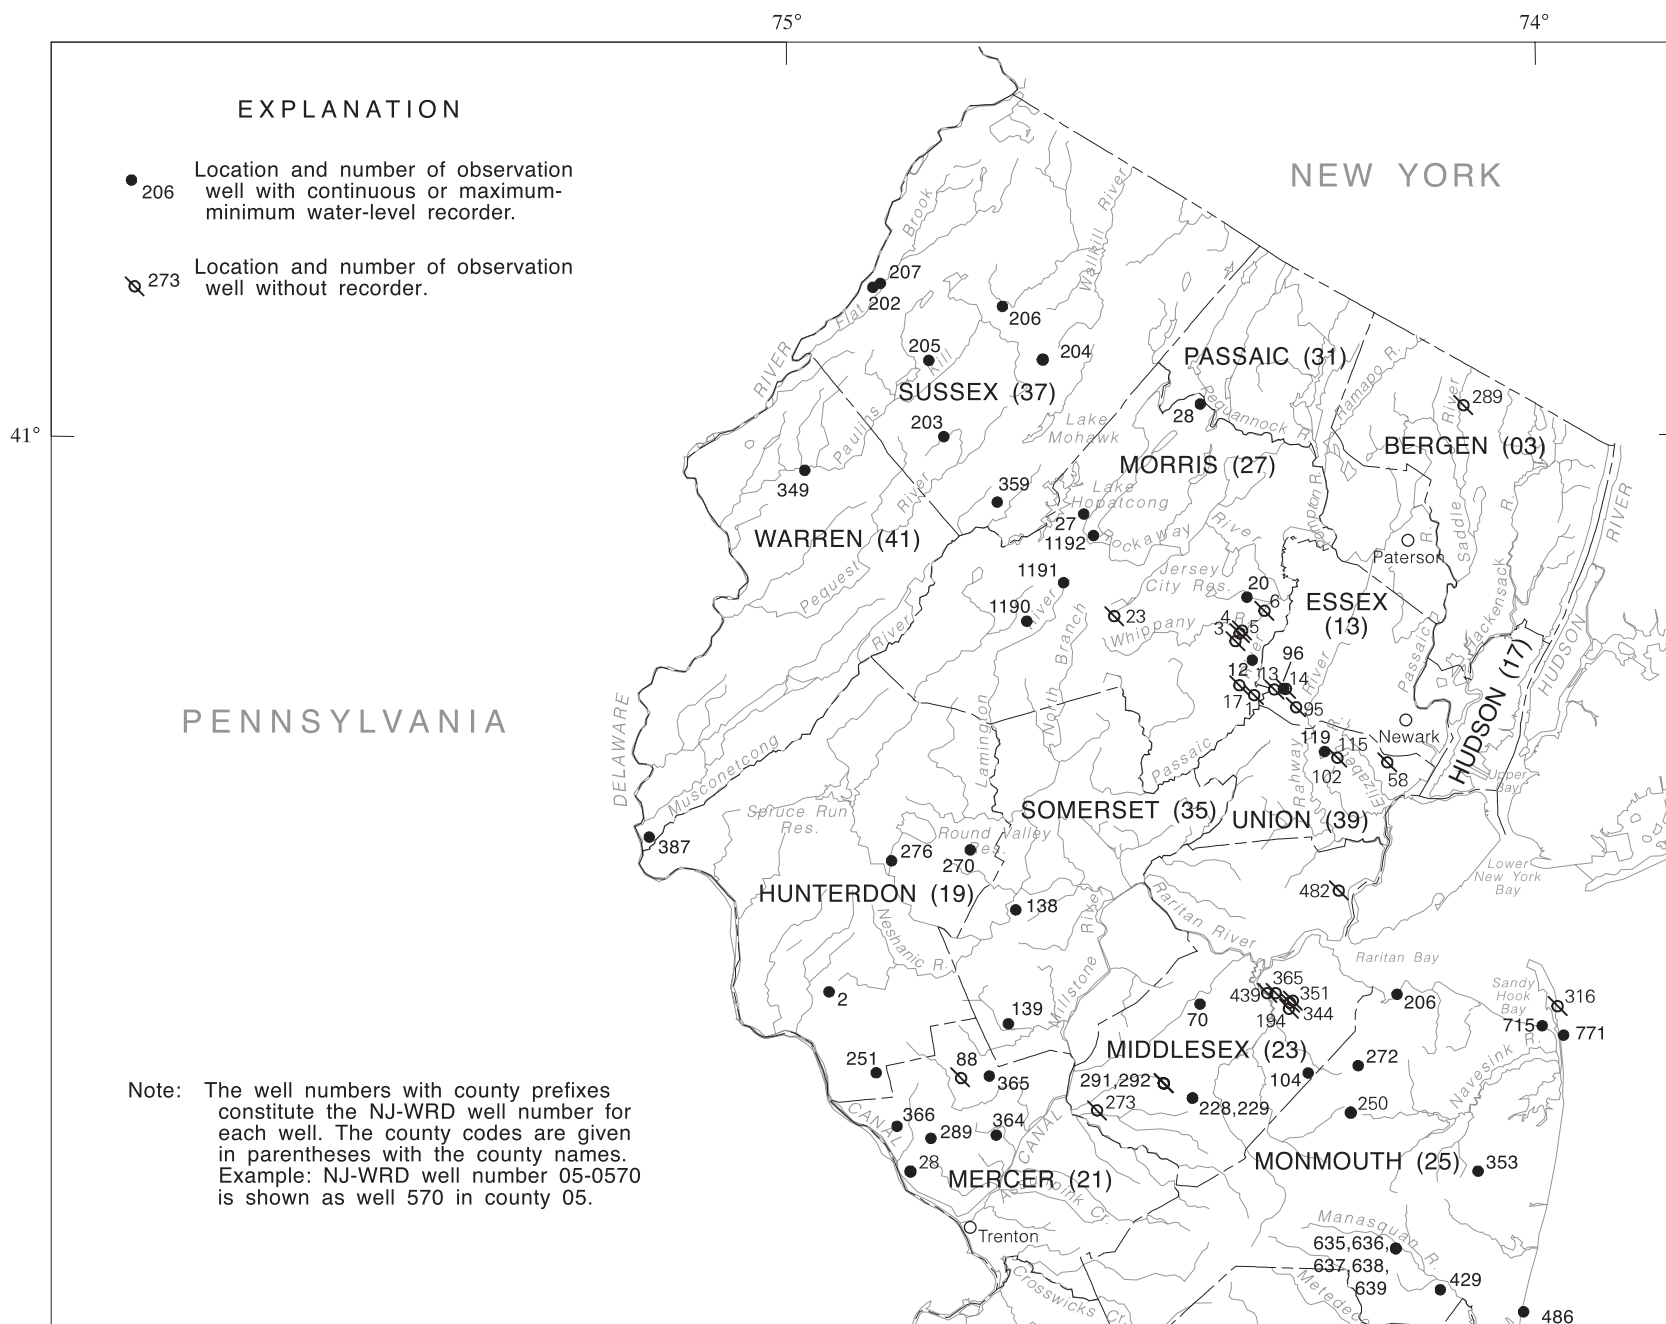 75°
74°
41°
EXPLANATION
206
Location and number of observation
well with continuous or maximum-
minimum water-level recorder.
273
Location and number of observation
well without recorder.
NEW YORK
PENNSYLVANIA
Flat
Brook
Wallkill River
207
202
206
205
204
Kill
SUSSEX (37)
PASSAIC (31)
RIVER
Paulins
203
28
Pequannock R.
Ramapo R.
River
289
BERGEN (03)
Lake
Mohawk
MORRIS (27)
349
359
Lake
Hopatcong
27
1192
Rockaway
River
WARREN (41)
River
Pequest
Saddle
R.
RIVER
Paterson
Jersey
City Res.
1191
1190
River
20
6
ESSEX
(13)
23
Whippany
4
5
3
96
12
13
14
17
1
95
River
Passaic
R.
Hackensack
HUDSON (17)
HUDSON
River
Musconetcong
DELAWARE
Lamington
North
Branch
Passaic
119
115
102
Newark
58
Rahway
Elizabeth
R.
Upper
Bay
SOMERSET (35)
UNION (39)
Spruce Run
Res.
Round Valley
Res.
387
276
270
HUNTERDON (19)
138
482
Lower
New York
Bay
Raritan River
Neshanic R.
River
Millstone
Raritan Bay
Sandy
Hook
Bay
2
139
70
365
439
351
344
194
206
316
715
771
MIDDLESEX (23)
251
88
365
291,292
104
272
Navesink
R.
273
228,229
250
CANAL
366
289
364
CANAL
28
MERCER (21)
MONMOUTH (25)
353
Note: The well numbers with county prefixes
constitute the NJ-WRD well number for
each well. The county codes are given
in parentheses with the county names.
Example: NJ-WRD well number 05-0570
is shown as well 570 in county 05.
Cr.
Trenton
Manasquan R.
635,636,
637,638,
639
429
486
Crosswicks Cr.